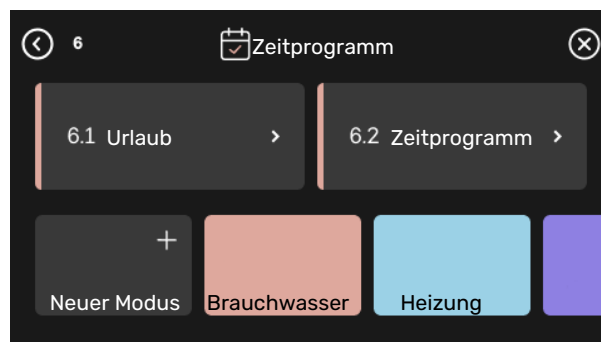 6 Zeitprogramm
6.1 Urlaub
6.2 Zeitprogramm
Neuer Modus
Brauchwasser
Heizung